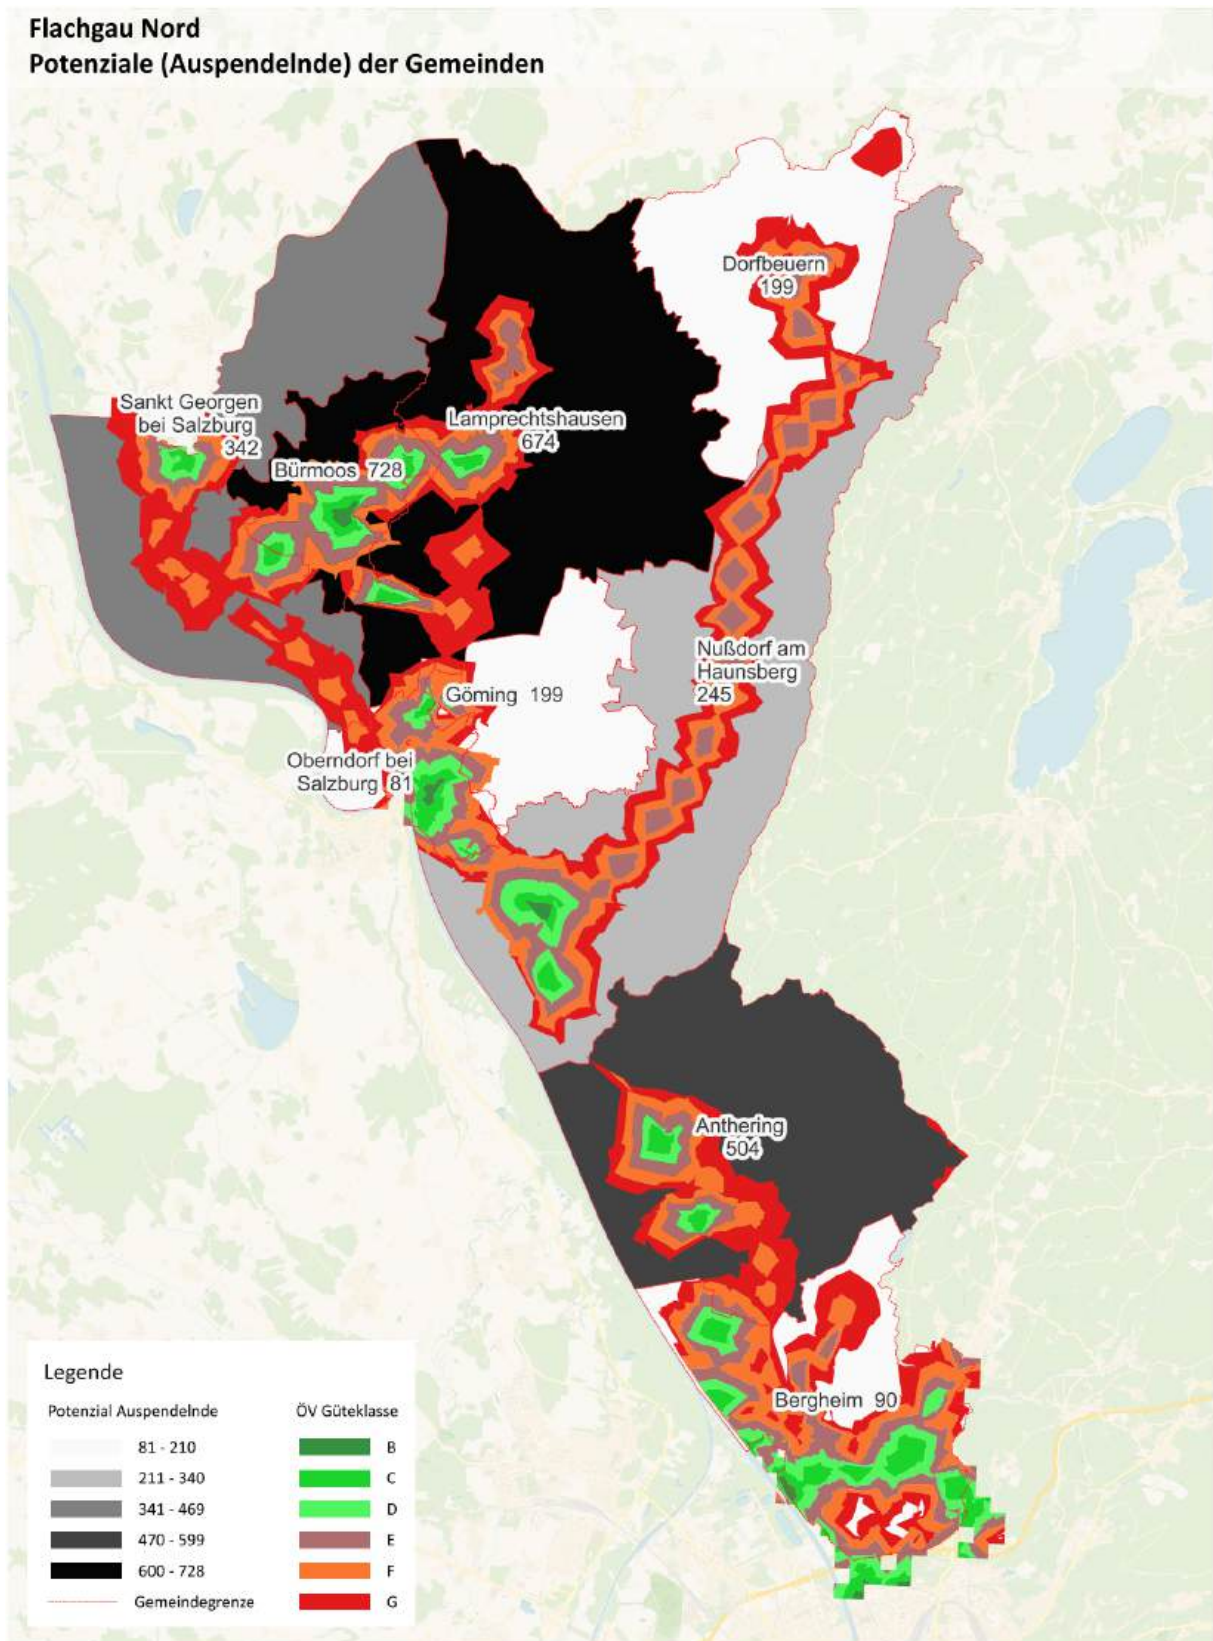 Flachgau Nord
Potenziale (Auspendelnde) der Gemeinden
Dorfbeuern
199
Sankt Georgen
bei Salzburg
342
Lamprechtshausen
674
Bürmoos 728
Nußdorf am
Haunsberg
245
Göming 199
Oberndorf bei
Salzburg 81
Anthering
504
Bergheim 90
Legende
Potenzial Auspendelnde
81 - 210
211 - 340
341 - 469
470 - 599
600 - 728
Gemeindegrenze
ÖV Güteklasse
B
C
D
E
F
G